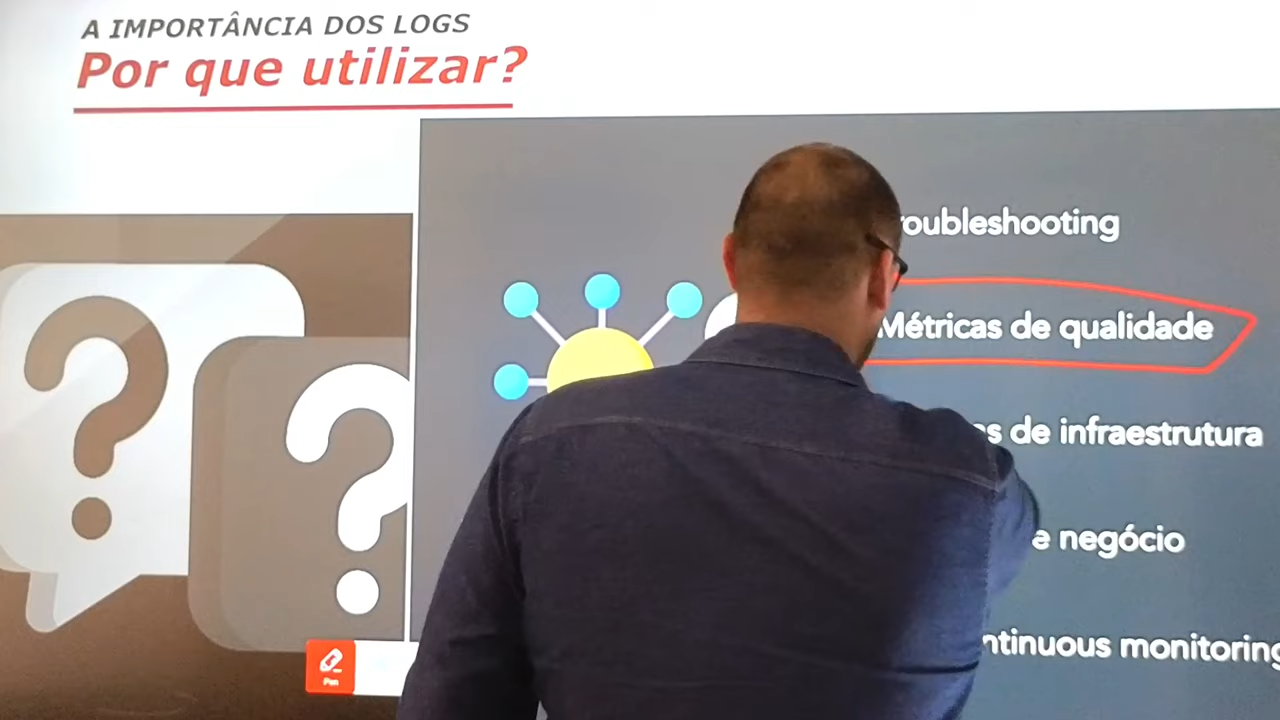 A IMPORTÂNCIA DOS LOGS
Por que utilizar?
roubleshooting
Métricas de qualidade
s de infraestrutura
e negócio
ntinuous monitoring
Pen